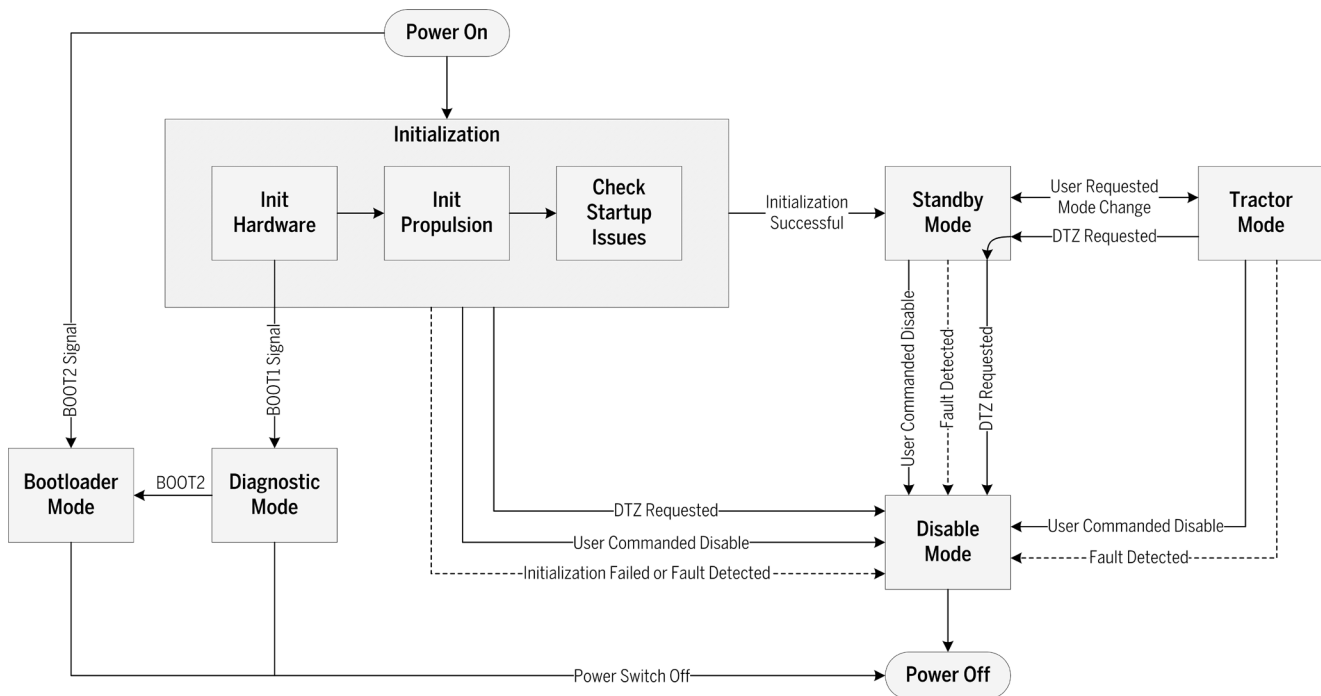 Power On
Initialization
Init
Hardware
Init
Propulsion
Check
Startup
Issues
Initialization
Successful
Standby
Mode
User Requested
Mode Change
Tractor
Mode
DTZ Requested
BOOT2 Signal
BOOT1 Signal
User Commanded Disable
Fault Detected
DTZ Requested
Bootloader
Mode
BOOT2
Diagnostic
Mode
DTZ Requested
User Commanded Disable
Initialization Failed or Fault Detected
Disable
Mode
User Commanded Disable
Fault Detected
Power Switch Off
Power Off